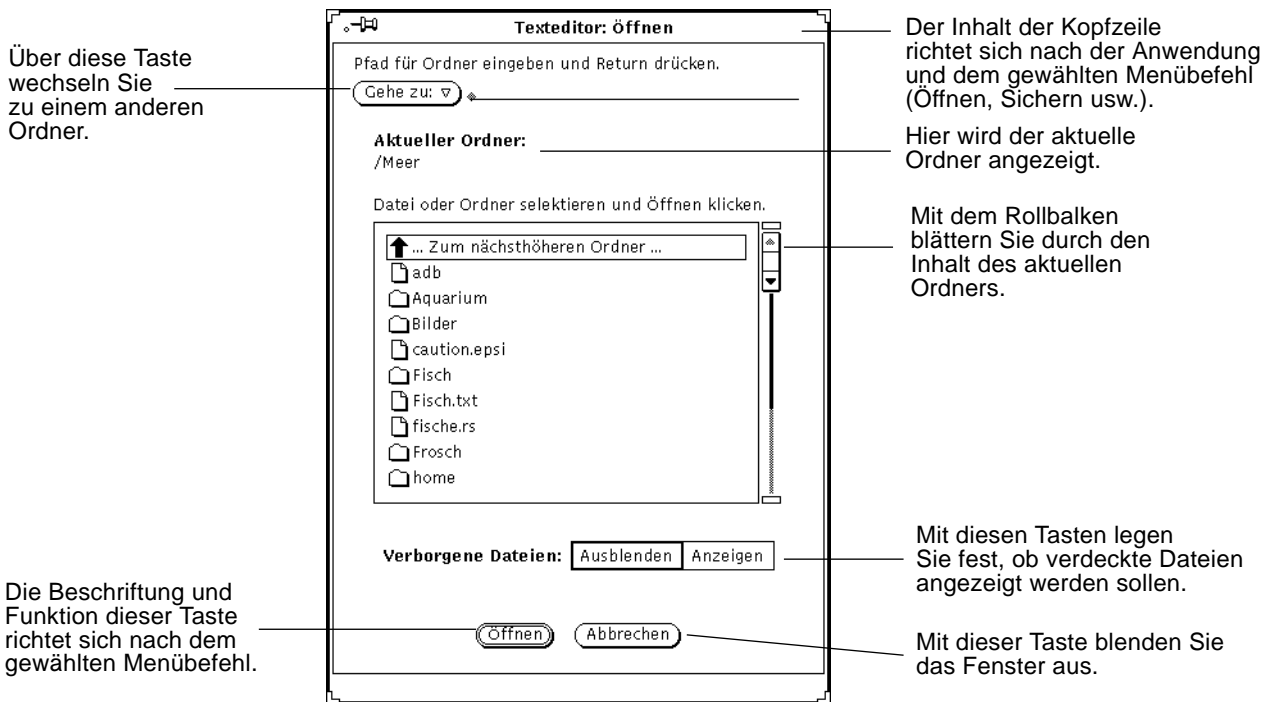 Texteditor: Öffnen
Pfad für Ordner eingeben und Return drücken.
Gehe zu:
Aktueller Ordner:
/Meer
Datei oder Ordner selektieren und Öffnen klicken.
... Zum nächsthöheren Ordner ...
adb
Aquarium
Bilder
caution.epsi
Fisch
Fisch.txt
fische.rs
Frosch
home
Verborgene Dateien: Ausblenden Anzeigen
Öffnen Abbrechen
Über diese Taste
wechseln Sie
zu einem anderen
Ordner.
Die Beschriftung und
Funktion dieser Taste
richtet sich nach dem
gewählten Menübefehl.
Der Inhalt der Kopfzeile
richtet sich nach der Anwendung
und dem gewählten Menübefehl
(Öffnen, Sichern usw.).
Hier wird der aktuelle
Ordner angezeigt.
Mit dem Rollbalken
blättern Sie durch den
Inhalt des aktuellen
Ordners.
Mit diesen Tasten legen
Sie fest, ob verdeckte Dateien
angezeigt werden sollen.
Mit dieser Taste blenden Sie
das Fenster aus.